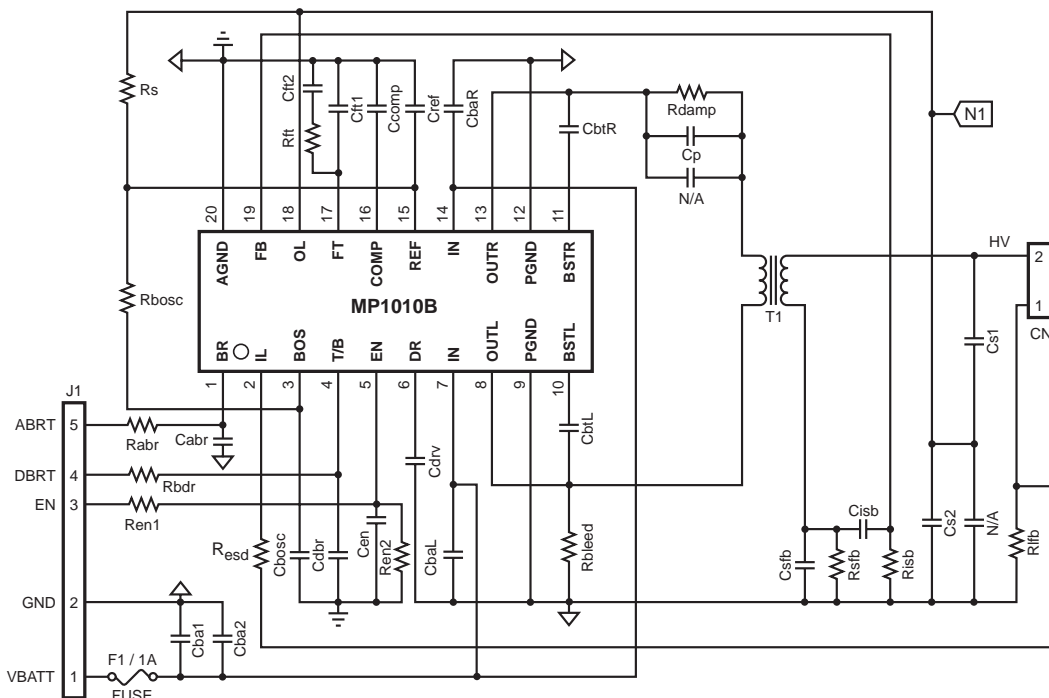 Rs
Cft2
Rft
Cft1
Ccomp
Cref
CbaR
CbtR
Rdamp
Cp
N/A
N1
20
19
18
17
16
15
14
13
12
11
AGND
FB
OL
FT
COMP
REF
IN
OUTR
PGND
BSTR
MP1010B
BR
IL
BOS
T/B
EN
DR
IN
OUTL
PGND
BSTL
1
2
3
4
5
6
7
8
9
10
Rbosc
T1
HV
2
1
CN
Cs1
J1
ABRT
5
Rabr
Cabr
DBRT
4
Rbdr
EN
3
Ren1
Resd
Cbosc
Cdbr
Cen
Ren2
Cdrv
CbaL
CbtL
Rbleed
Csfb
Rsfb
Cisb
Risb
Cs2
N/A
Rlfb
GND
2
Cba1
Cba2
VBATT
1
F1 / 1A
FUSE